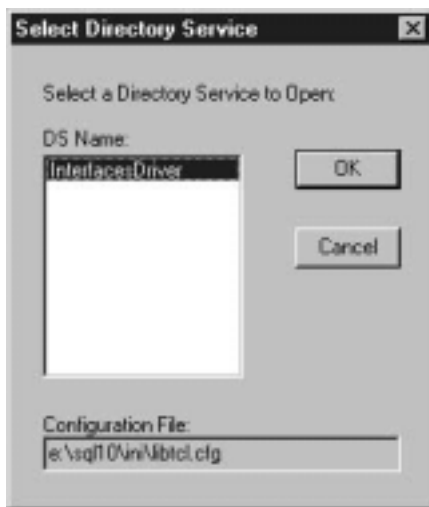 Select Directory Service
Select a Directory Service to Open:
DS Name:
InterfacesDriver
OK
Cancel
Configuration File:
e:\sql10\ini\libtcl.cfg